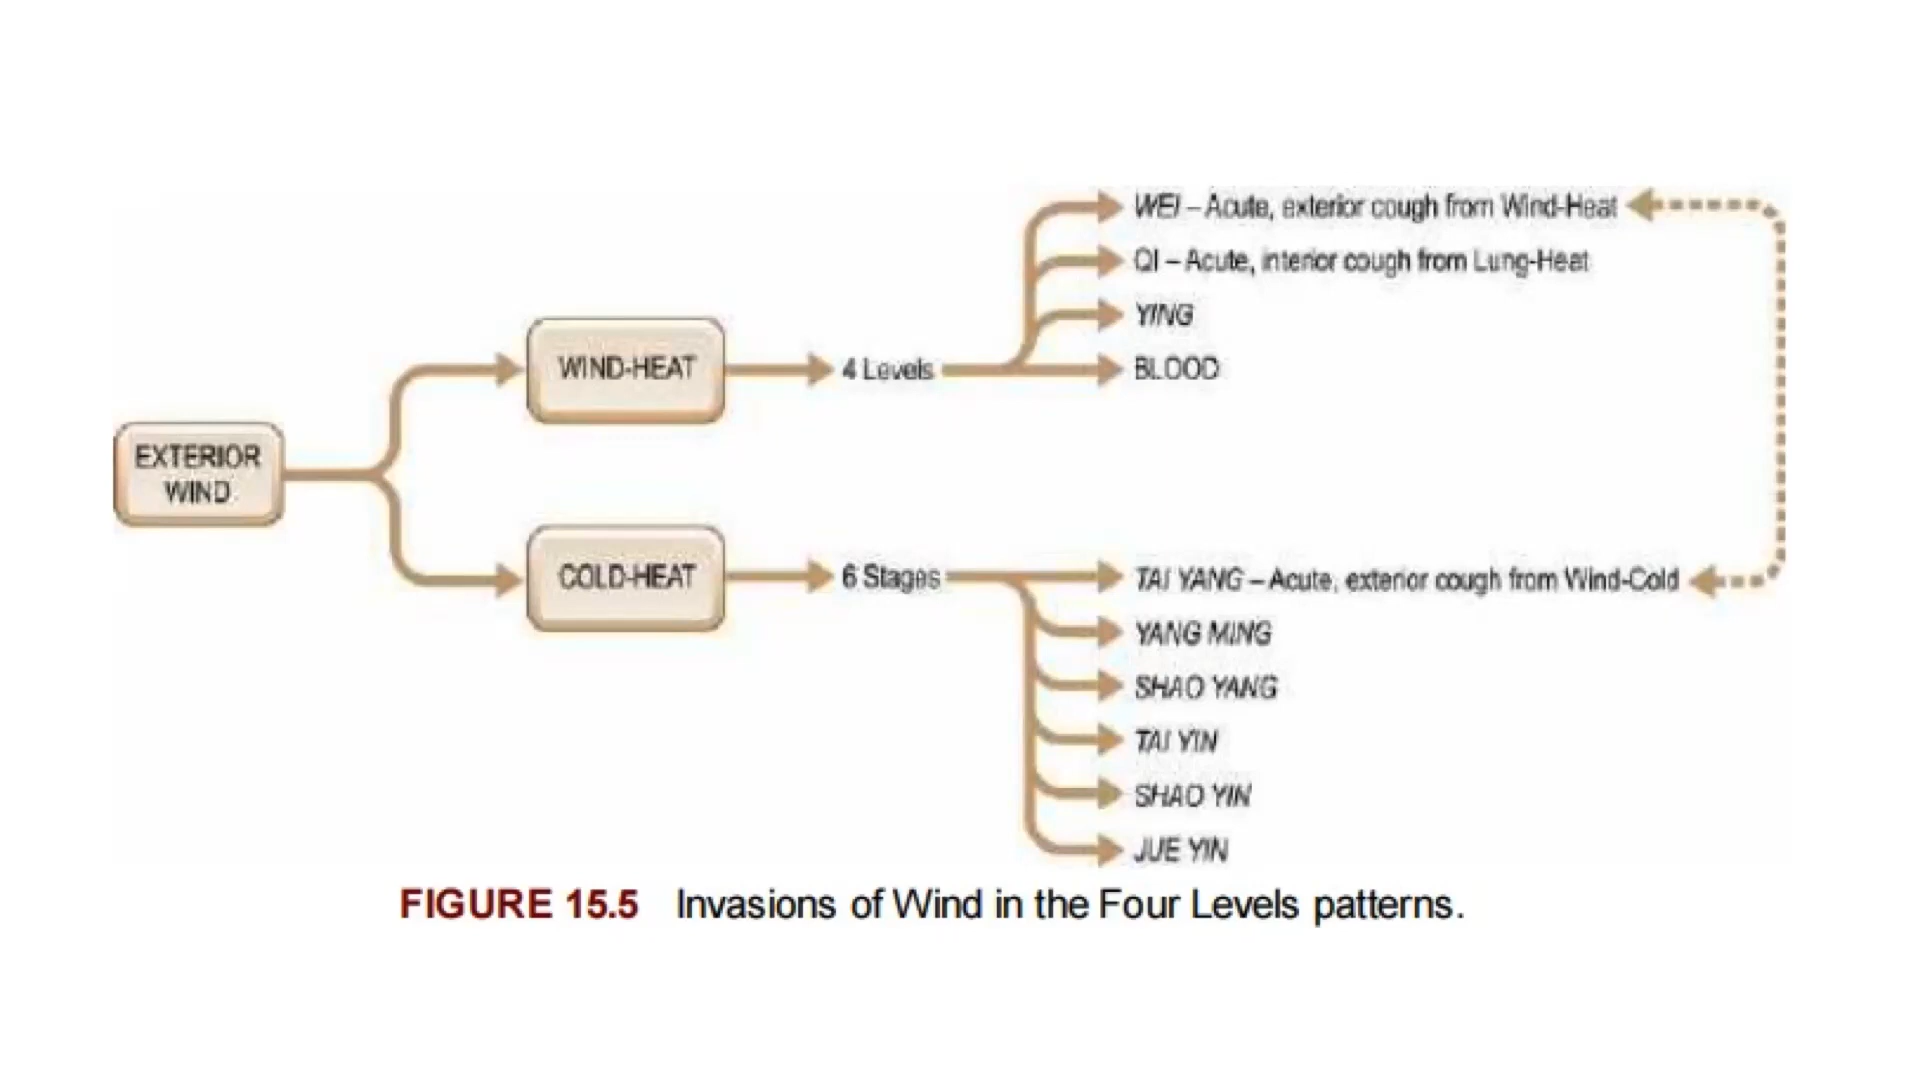 EXTERIOR
WIND
WIND-HEAT
4 Levels
WEI – Acute, exterior cough from Wind-Heat
QI – Acute, interior cough from Lung-Heat
YING
BLOOD
COLD-HEAT
6 Stages
TAI YANG – Acute, exterior cough from Wind-Cold
YANG MING
SHAO YANG
TAI YIN
SHAO YIN
JUE YIN
FIGURE 15.5 Invasions of Wind in the Four Levels patterns.